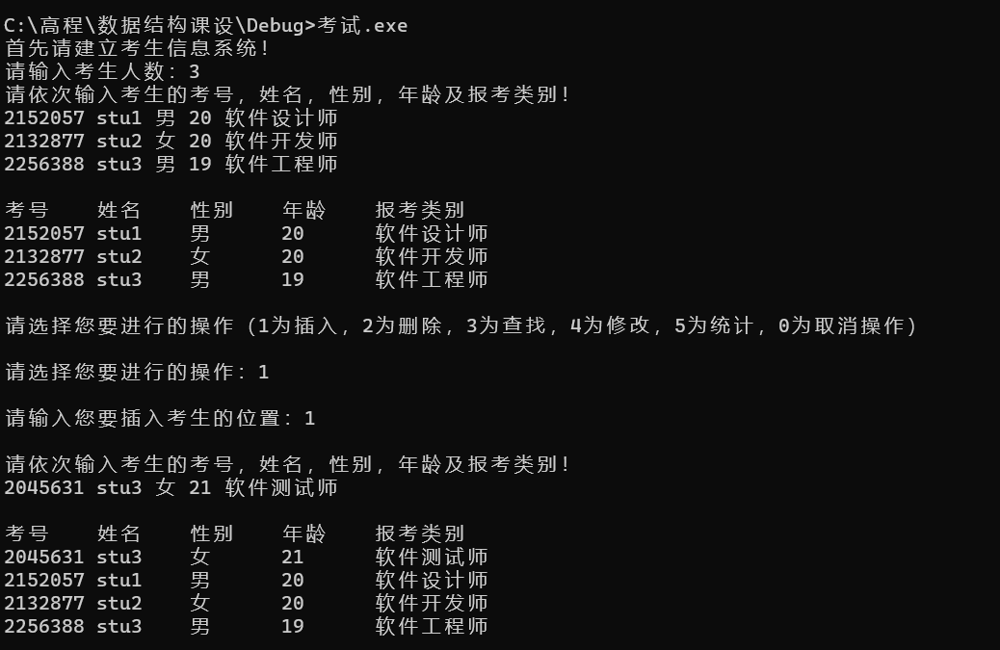 C:\高程\数据结构课设\Debug>考试.exe
首先请建立考生信息系统！
请输入考生人数：3
请依次输入考生的考号，姓名，性别，年龄及报考类别！
2152057 stu1 男 20 软件设计师
2132877 stu2 女 20 软件开发师
2256388 stu3 男 19 软件工程师
考号 姓名 性别 年龄 报考类别
2152057 stu1 男 20 软件设计师
2132877 stu2 女 20 软件开发师
2256388 stu3 男 19 软件工程师
请选择您要进行的操作（1为插入，2为删除，3为查找，4为修改，5为统计，0为取消操作）
请选择您要进行的操作：1
请输入您要插入考生的位置：1
请依次输入考生的考号，姓名，性别，年龄及报考类别！
2045631 stu3 女 21 软件测试师
考号 姓名 性别 年龄 报考类别
2045631 stu3 女 21 软件测试师
2152057 stu1 男 20 软件设计师
2132877 stu2 女 20 软件开发师
2256388 stu3 男 19 软件工程师